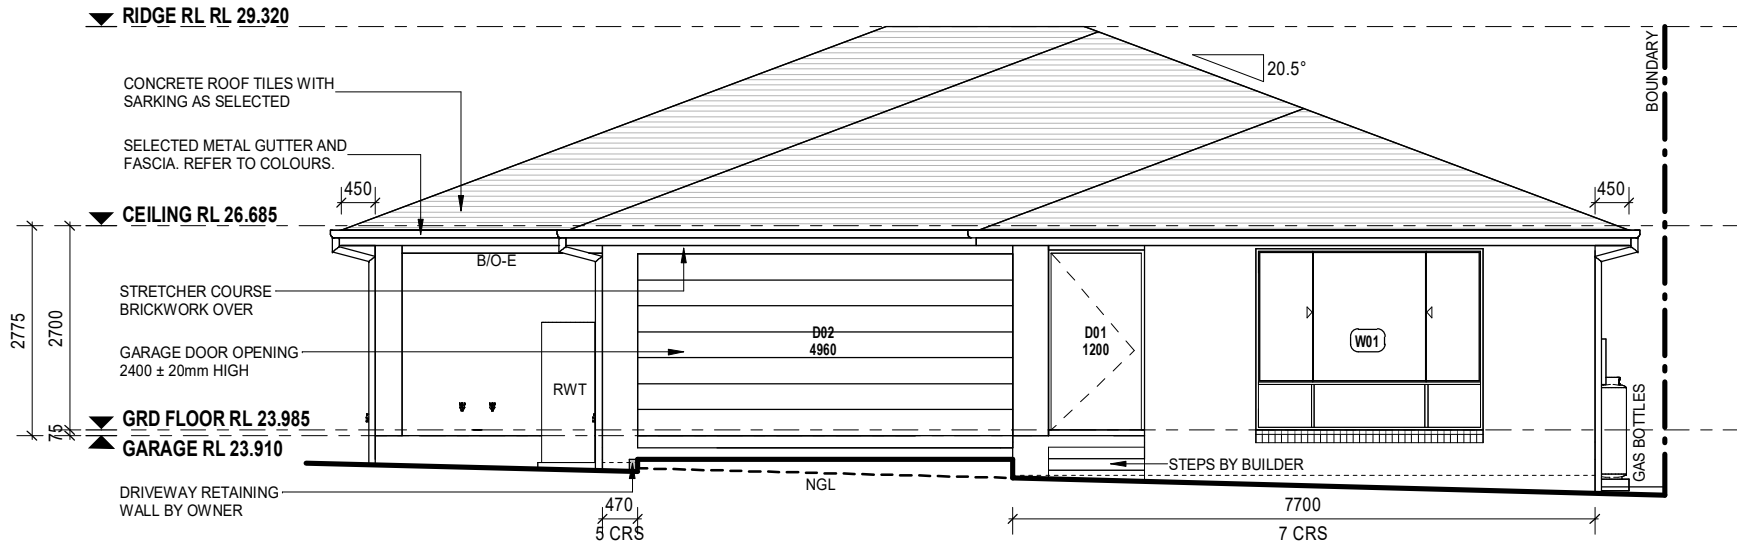 RIDGE RL RL 29.320
CONCRETE ROOF TILES WITH
SARKING AS SELECTED
SELECTED METAL GUTTER AND
FASCIA. REFER TO COLOURS.
20.5°
BOUNDARY
450
450
CEILING RL 26.685
B/O-E
STRETCHER COURSE
BRICKWORK OVER
2775
2700
D02
4960
D01
1200
W01
GARAGE DOOR OPENING
2400 ± 20mm HIGH
RWT
GRD FLOOR RL 23.985
75
GARAGE RL 23.910
GAS BOTTLES
STEPS BY BUILDER
NGL
DRIVEWAY RETAINING
WALL BY OWNER
470
5 CRS
7700
7 CRS